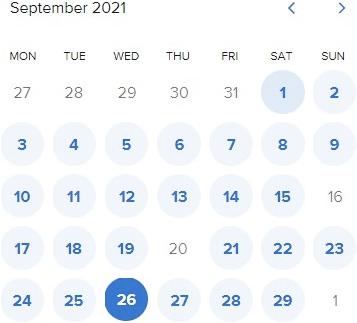 September 2021
MON TUE WED THU FRI SAT SUN
27 28 29 30 31 1 2
3 4 5 6 7 8 9
10 11 12 13 14 15 16
17 18 19 20 21 22 23
24 25 26 27 28 29 1